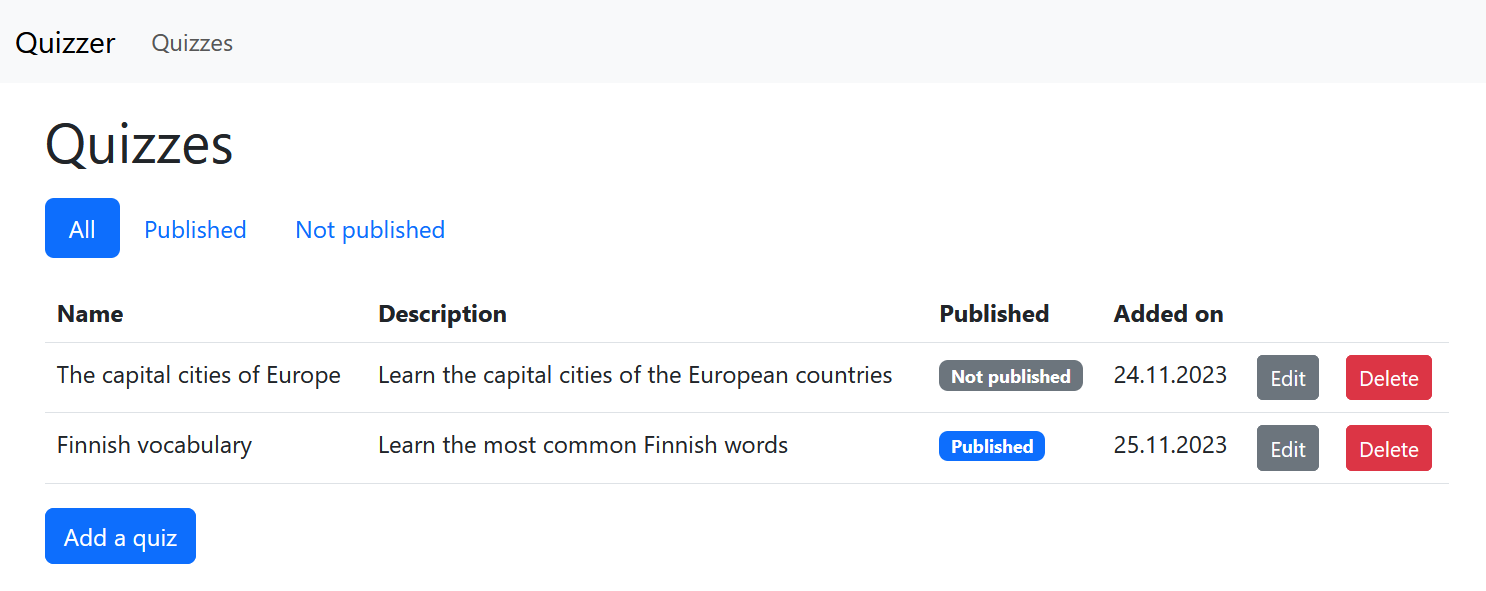 Quizzer Quizzes
Quizzes
All Published Not published
Name Description Published Added on
The capital cities of Europe Learn the capital cities of the European countries Not published 24.11.2023 Edit Delete
Finnish vocabulary Learn the most common Finnish words Published 25.11.2023 Edit Delete
Add a quiz